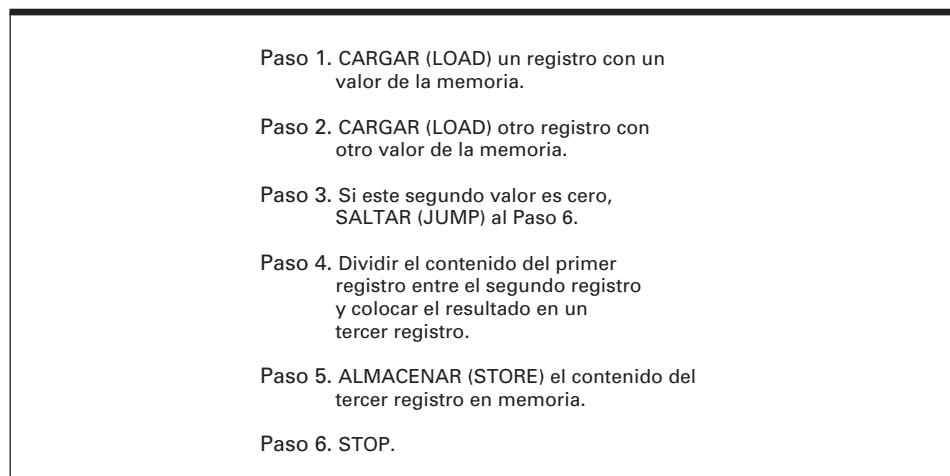 Paso 1. CARGAR (LOAD) un registro con un
valor de la memoria.
Paso 2. CARGAR (LOAD) otro registro con
otro valor de la memoria.
Paso 3. Si este segundo valor es cero,
SALTAR (JUMP) al Paso 6.
Paso 4. Dividir el contenido del primer
registro entre el segundo registro
y colocar el resultado en un
tercer registro.
Paso 5. ALMACENAR (STORE) el contenido del
tercer registro en memoria.
Paso 6. STOP.